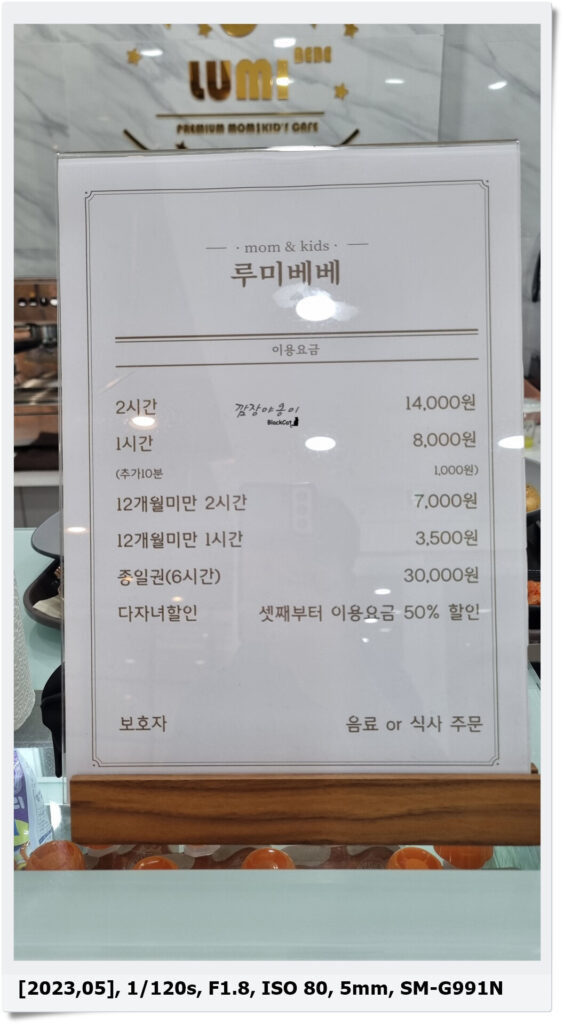 BEBE
LUMI
PREMIUM MOM&KID'S CAFE
· mom & kids ·
루미베베
이용요금
2시간 14,000원
깜장야옹이
BlackCat
1시간 8,000원
(추가10분 1,000원)
12개월미만 2시간 7,000원
12개월미만 1시간 3,500원
종일권(6시간) 30,000원
다자녀할인 셋째부터 이용요금 50% 할인
보호자 음료 or 식사 주문
[2023,05], 1/120s, F1.8, ISO 80, 5mm, SM-G991N